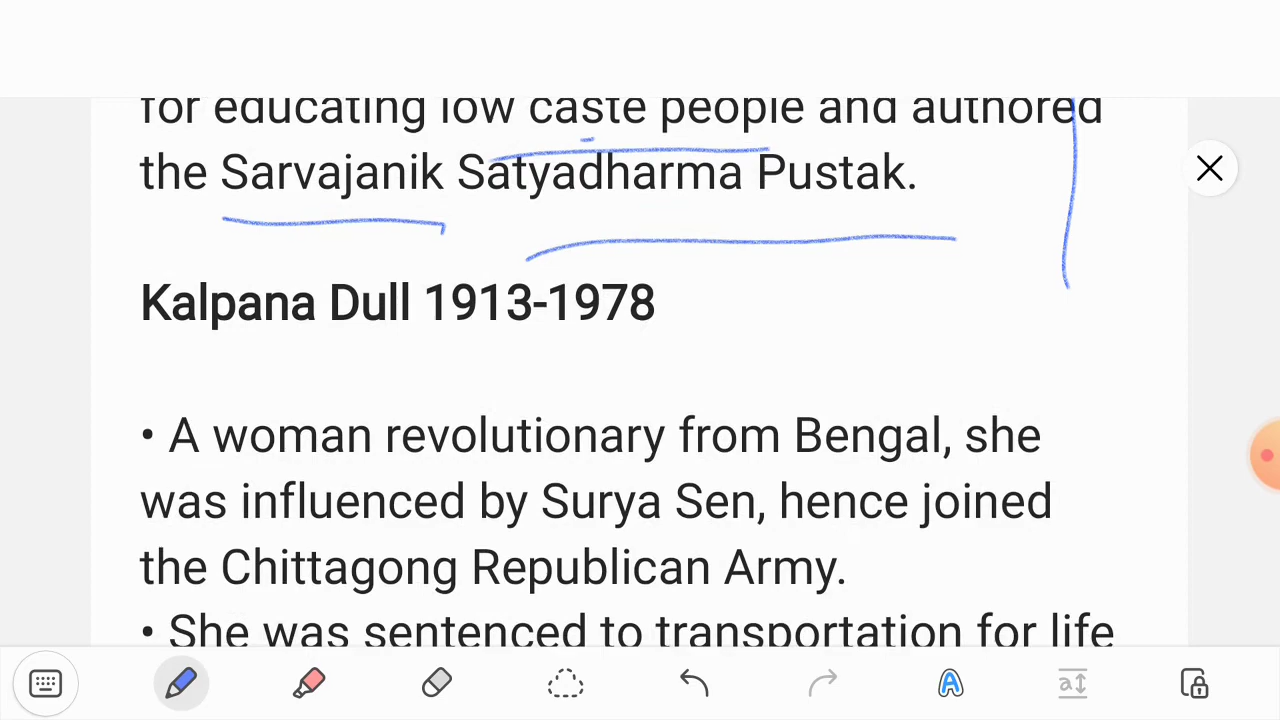 for educating low caste people and authored
the Sarvajanik Satyadharma Pustak.
Kalpana Dull 1913-1978
• A woman revolutionary from Bengal, she
was influenced by Surya Sen, hence joined
the Chittagong Republican Army.
• She was sentenced to transportation for life